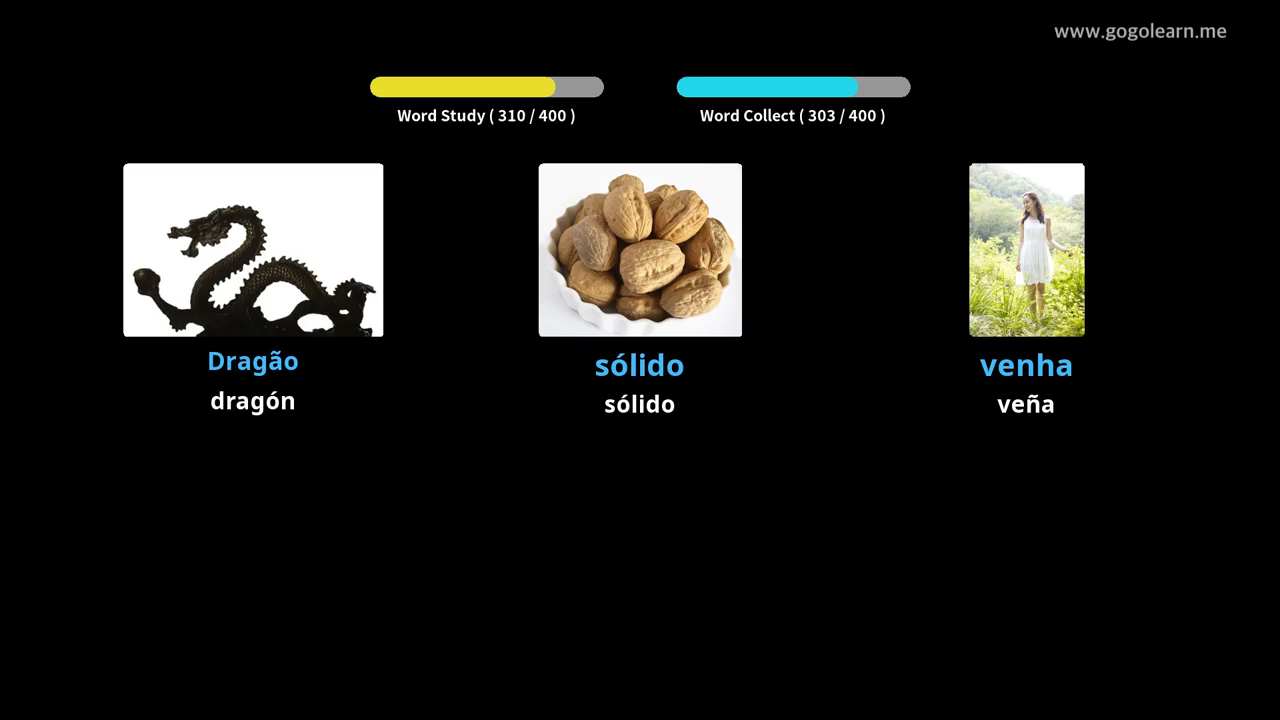 www.gogolearn.me
Word Study ( 310 / 400 )
Word Collect ( 303 / 400 )
Dragão
dragón
sólido
sólido
venha
veña